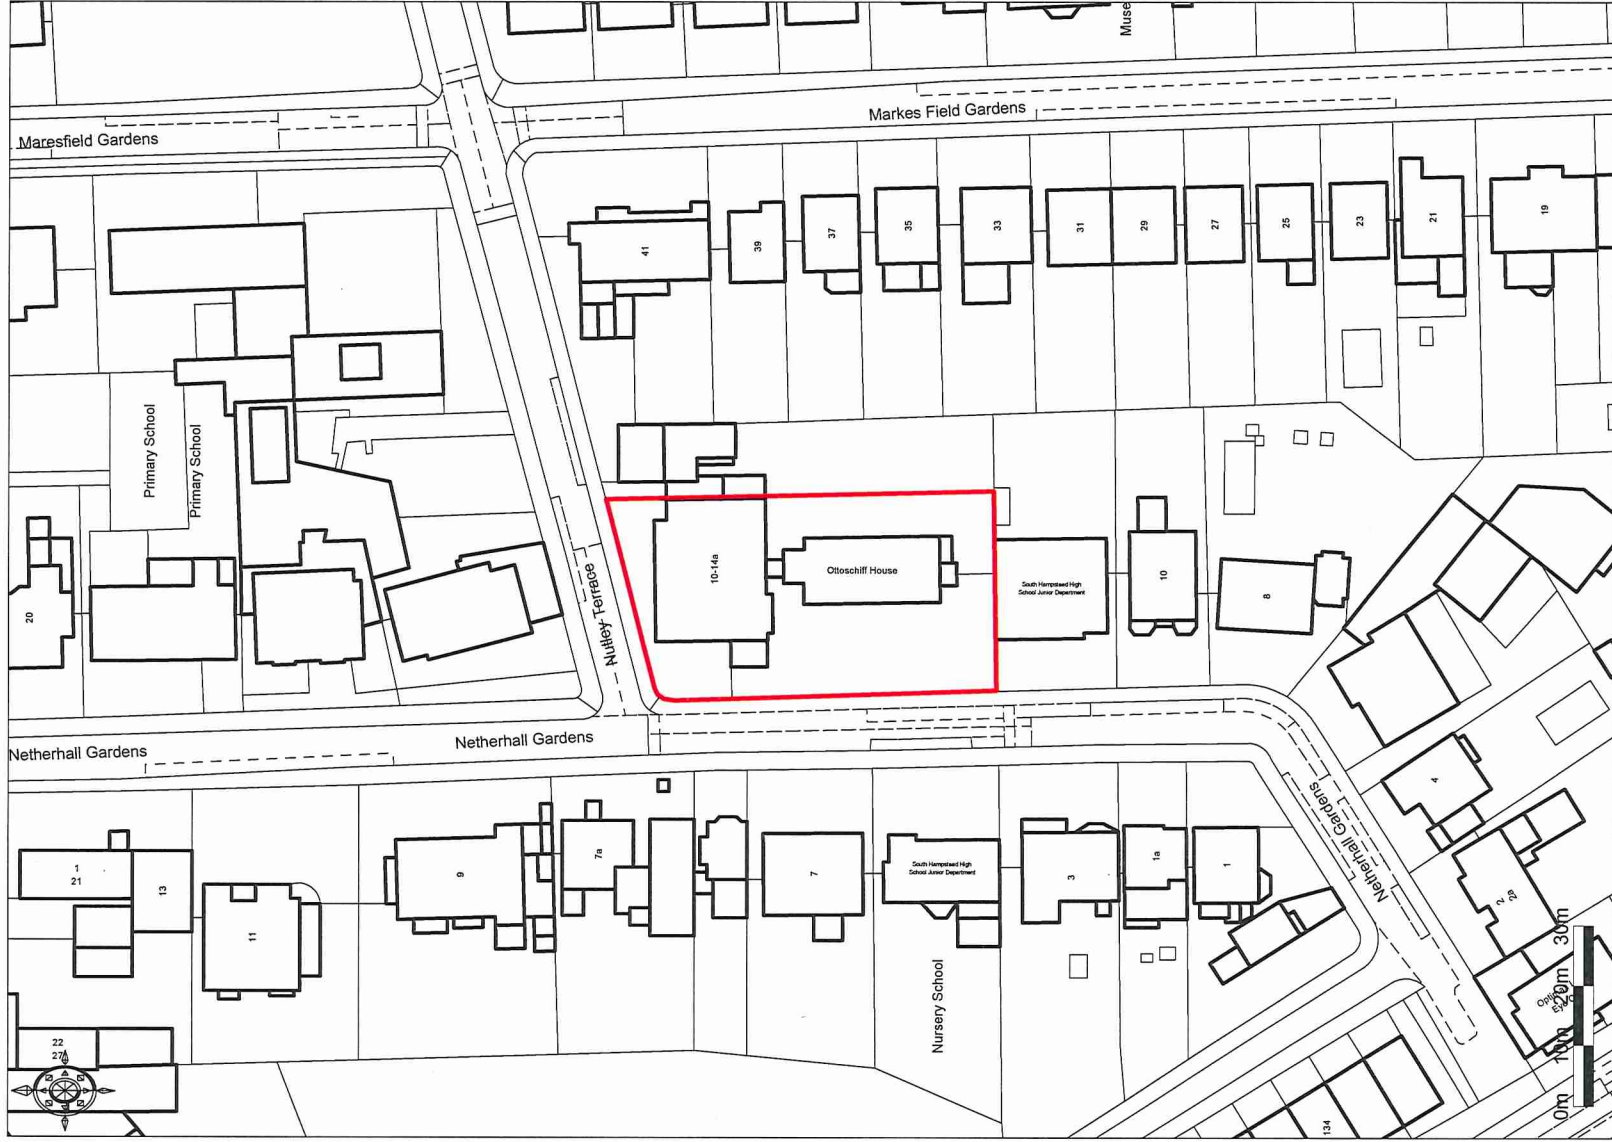 Muse
Markes Field Gardens
Maresfield Gardens
41
39
37
35
33
31
29
27
25
23
21
19
Primary School
Primary School
20
Nutley Terrace
10-14a
Ottoschiff House
South Hampstead High
School Junior Department
10
8
Netherhall Gardens
Netherhall Gardens
Netherhall Gardens
4
2
2a
1
21
13
11
9
7a
7
South Hampstead High
School Junior Department
3
1a
1
Nursery School
22
27
134
0m
10m
20m
30m